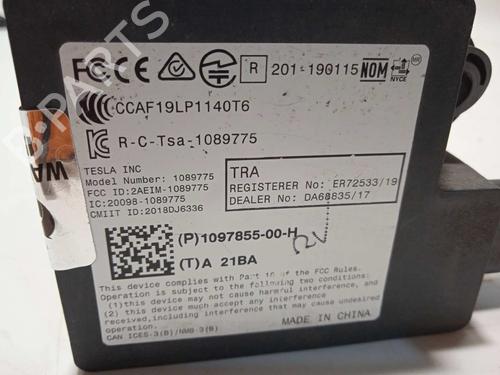 B-PARTS
FCC CE R 201-190115 NOM NYCE
CCAF19LP1140T6
R-C-Tsa-1089775
TESLA INC
Model Number: 1089775
FCC ID:2AEIM-1089775
IC:20098-1089775
CMIIT ID:2018DJ6336
TRA
REGISTERER No: ER72533/19
DEALER No: DA68835/17
(P)1097855-00-H
(T)A 21BA
This device complies with Part 15 of the FCC Rules.
Operation is subject to the following two conditions:
(1) this device may not cause harmful interference, and
(2) this device must accept any interference
received, including interference that may cause
undesired operation.
CAN ICES-3(B)/NMB-3(B)
MADE IN CHINA